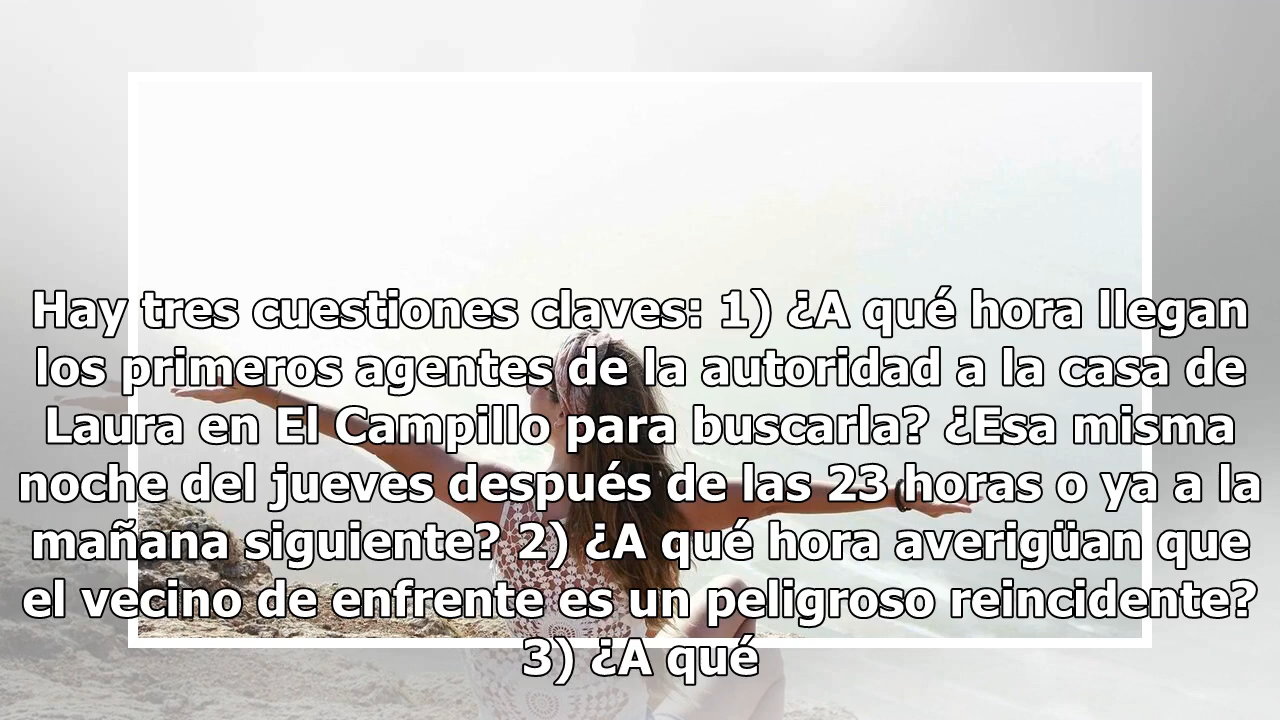 Hay tres cuestiones claves: 1) ¿A qué hora llegan
los primeros agentes de la autoridad a la casa de
Laura en El Campillo para buscarla? ¿Esa misma
noche del jueves después de las 23 horas o ya a la
mañana siguiente? 2) ¿A qué hora averigüan que
el vecino de enfrente es un peligroso reincidente?
3) ¿A qué